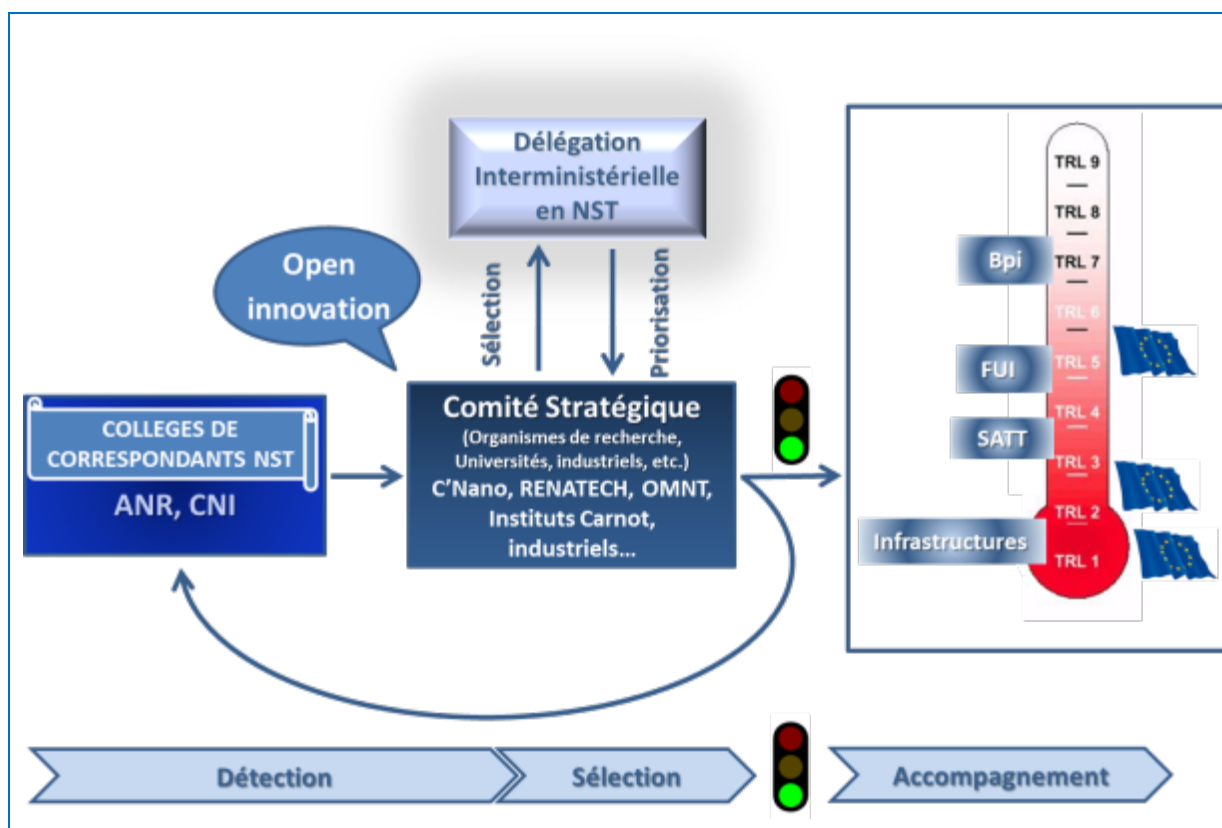 Délégation
Interministérielle
en NST
Open
innovation
Sélection
Priorisation
COLLEGES DE
CORRESPONDANTS NST
ANR, CNI
Comité Stratégique
(Organismes de recherche,
Universités, industriels, etc.)
C'Nano, RENATECH, OMNT,
Instituts Carnot,
industriels...
TRL 9
TRL 8
Bpi
TRL 7
TRL 6
FUI
TRL 5
TRL 4
SATT
TRL 3
TRL 2
Infrastructures
TRL 1
Détection
Sélection
Accompagnement